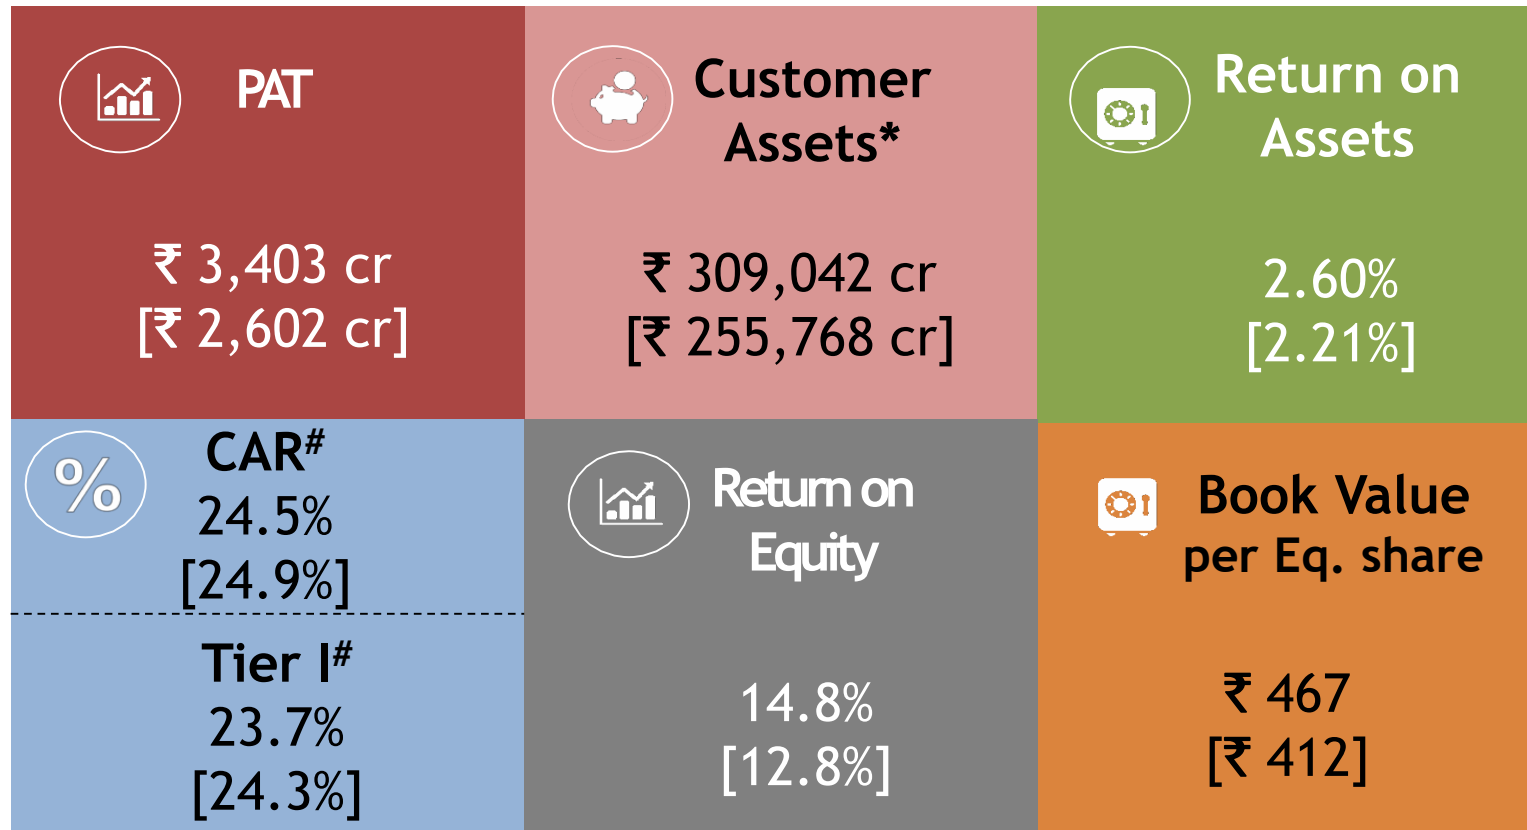 PAT
₹ 3,403 cr
[₹ 2,602 cr]
Customer
Assets*
₹ 309,042 cr
[₹ 255,768 cr]
Return on
Assets
2.60%
[2.21%]
%
CAR#
24.5%
[24.9%]
Tier I#
23.7%
[24.3%]
Return on
Equity
14.8%
[12.8%]
Book Value
per Eq. share
₹ 467
[₹ 412]